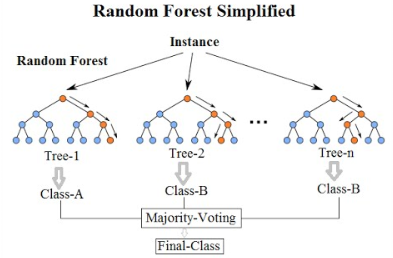 Random Forest Simplified
Instance
Random Forest
...
Tree-1
Tree-2
Tree-n
Class-A
Class-B
Class-B
Majority-Voting
Final-Class